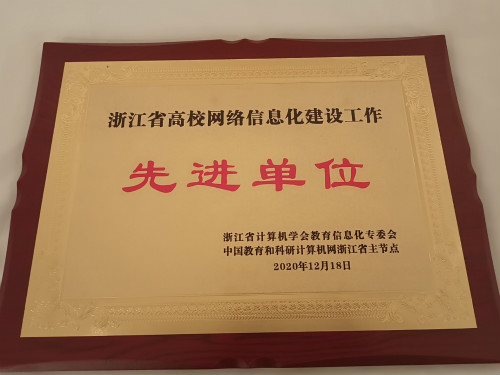 浙江省高校网络信息化建设工作
先进单位
浙江省计算机学会教育信息化专委会
中国教育和科研计算机网浙江省主节点
2020年12月18日